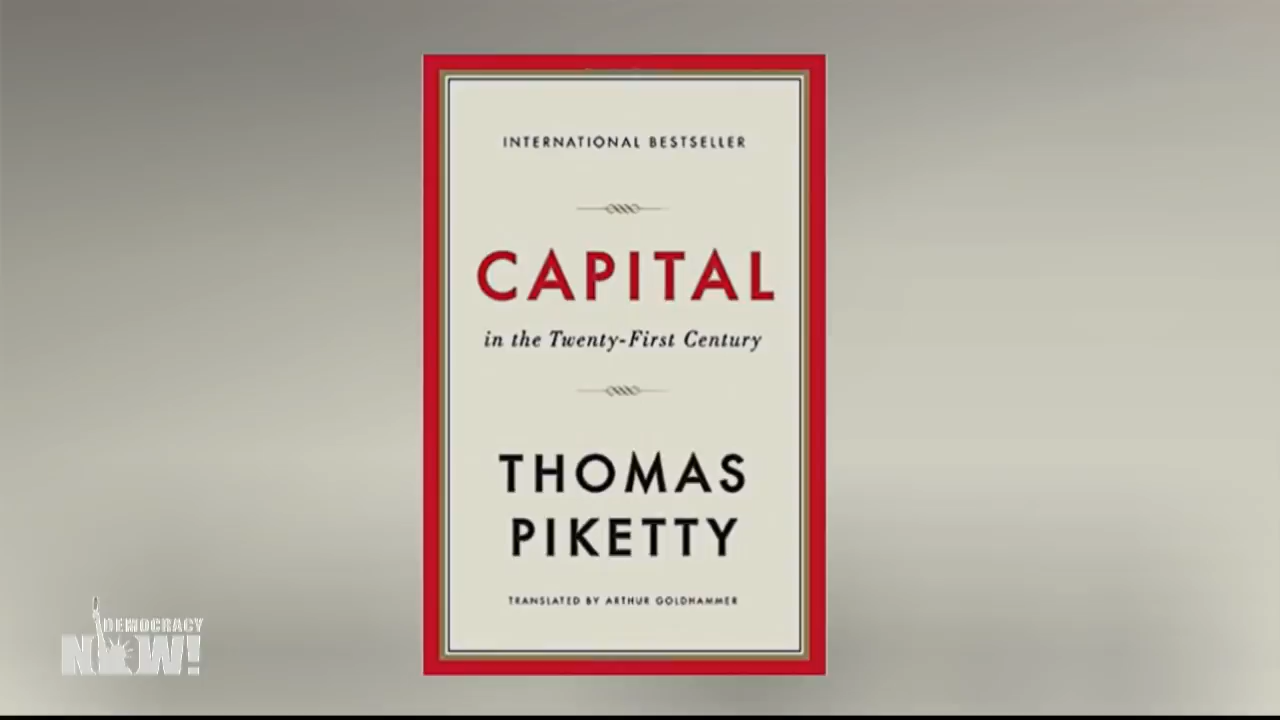 INTERNATIONAL BESTSELLER
CAPITAL
in the Twenty-First Century
THOMAS
PIKETTY
TRANSLATED BY ARTHUR GOLDHAMMER
DEMOCRACY
NOW!